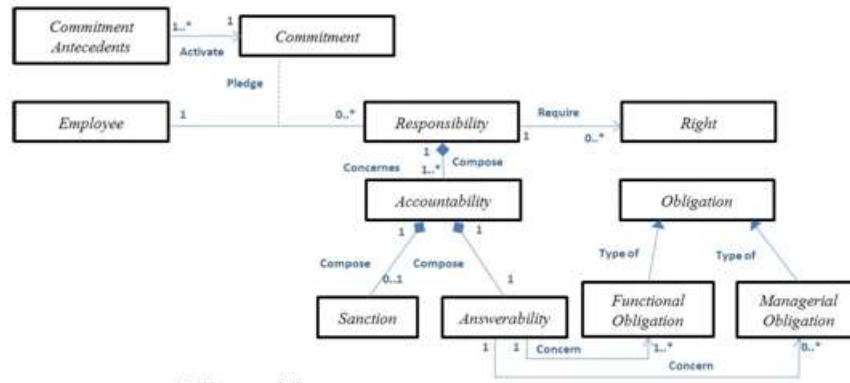 Commitment
Antecedents
1..*
1
Activate
Commitment
Pledge
Employee
1
0..*
Responsibility
Require
1
0..*
Right
1
Concernes
1..*
Compose
Accountability
Obligation
1
1
Compose
0..1
Compose
1
Type of
Type of
Sanction
Answerability
Functional
Obligation
Managerial
Obligation
1
1
Concern
1..*
Concern
0..*